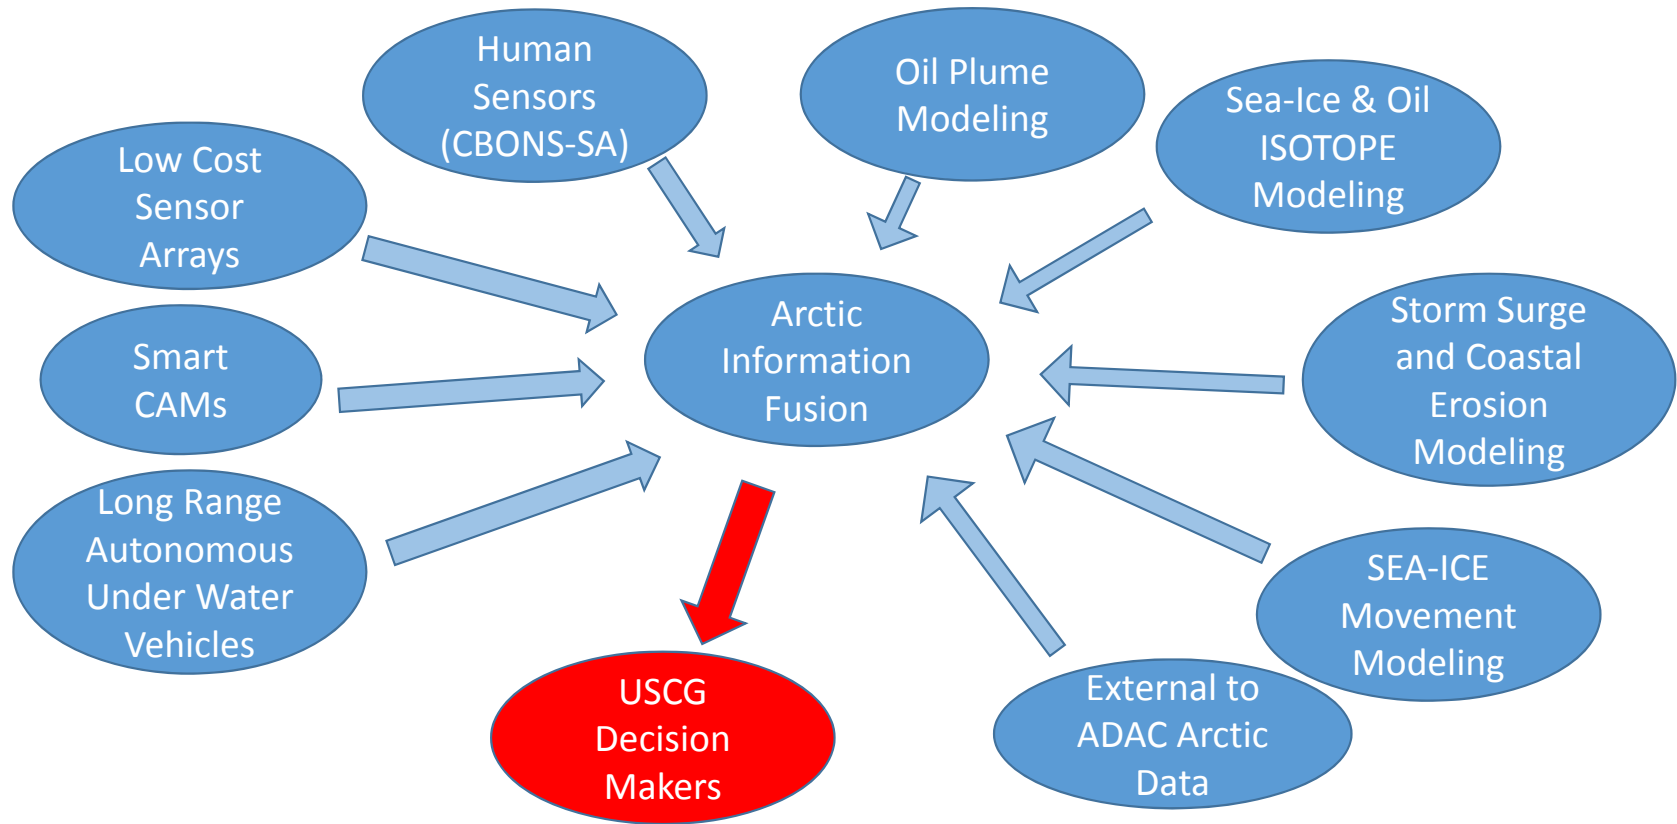 Human
Sensors
(CBONS-SA)
Oil Plume
Modeling
Sea-Ice & Oil
ISOTOPE
Modeling
Low Cost
Sensor
Arrays
Arctic
Information
Fusion
Storm Surge
and Coastal
Erosion
Modeling
Smart
CAMs
Long Range
Autonomous
Under Water
Vehicles
SEA-ICE
Movement
Modeling
USCG
Decision
Makers
External to
ADAC Arctic
Data